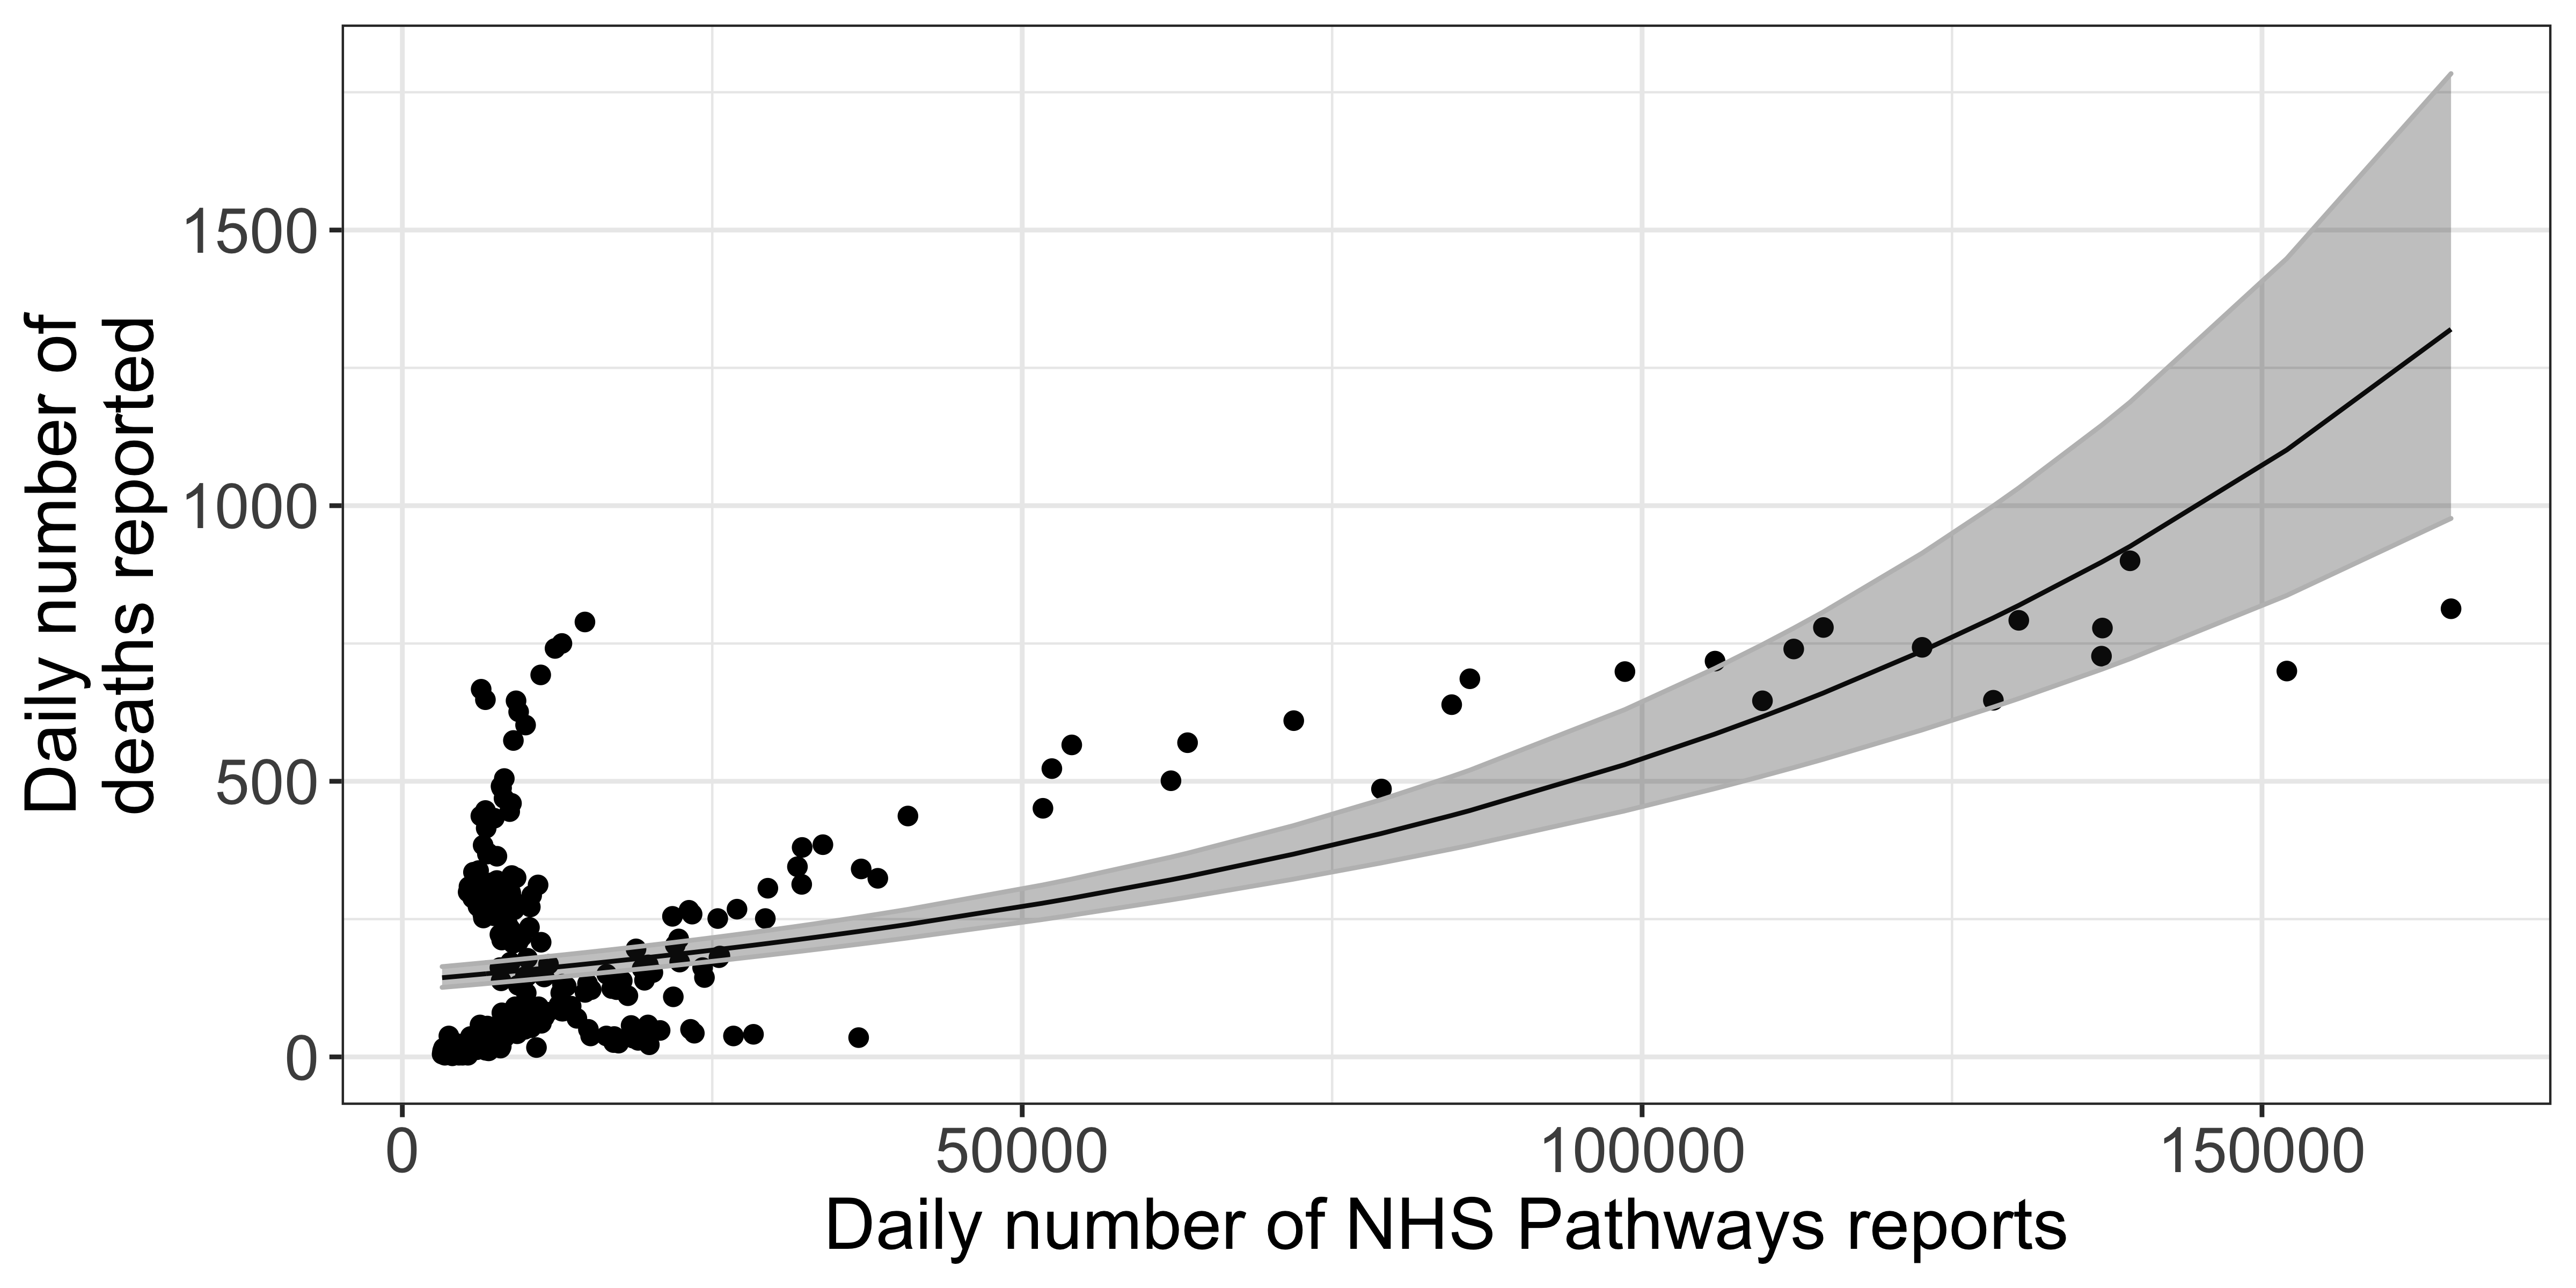 Daily number of
deaths reported
1500
1000
500
0
0 50000 100000 150000
Daily number of NHS Pathways reports